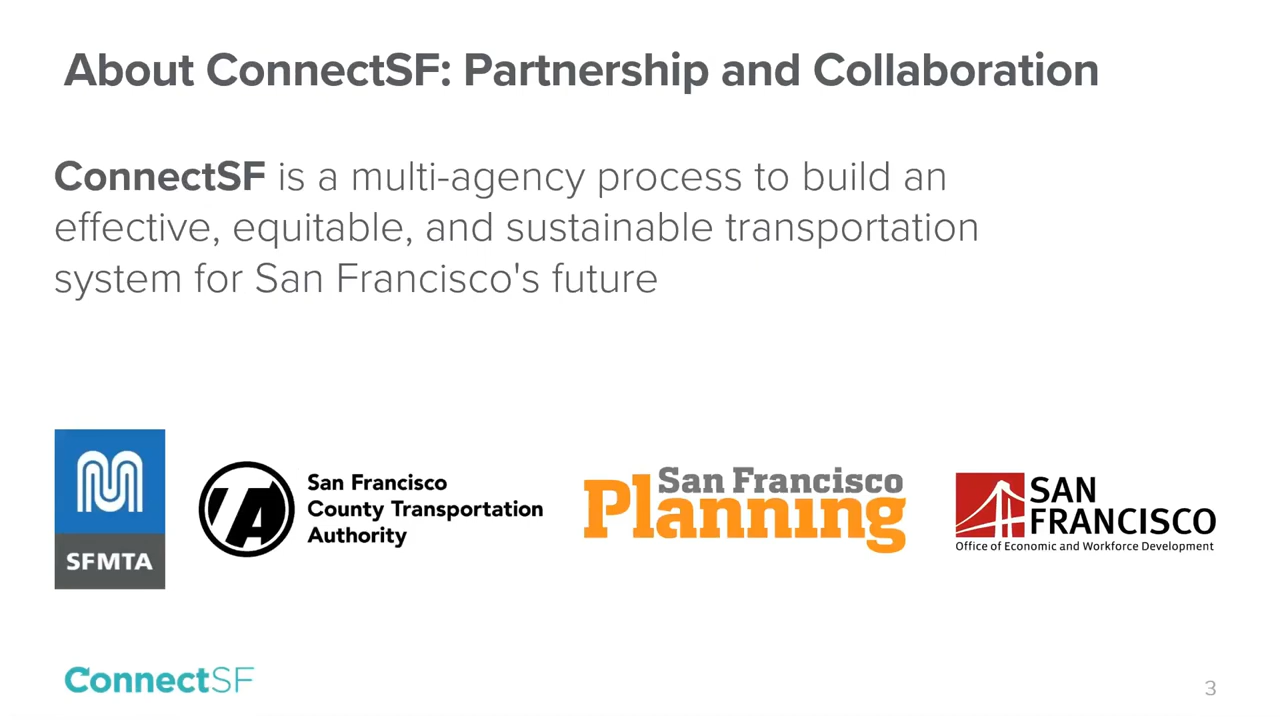 About ConnectSF: Partnership and Collaboration
ConnectSF is a multi-agency process to build an
effective, equitable, and sustainable transportation
system for San Francisco's future
SFMTA
TA
San Francisco
County Transportation
Authority
San Francisco
Planning
SAN
FRANCISCO
Office of Economic and Workforce Development
ConnectSF
3